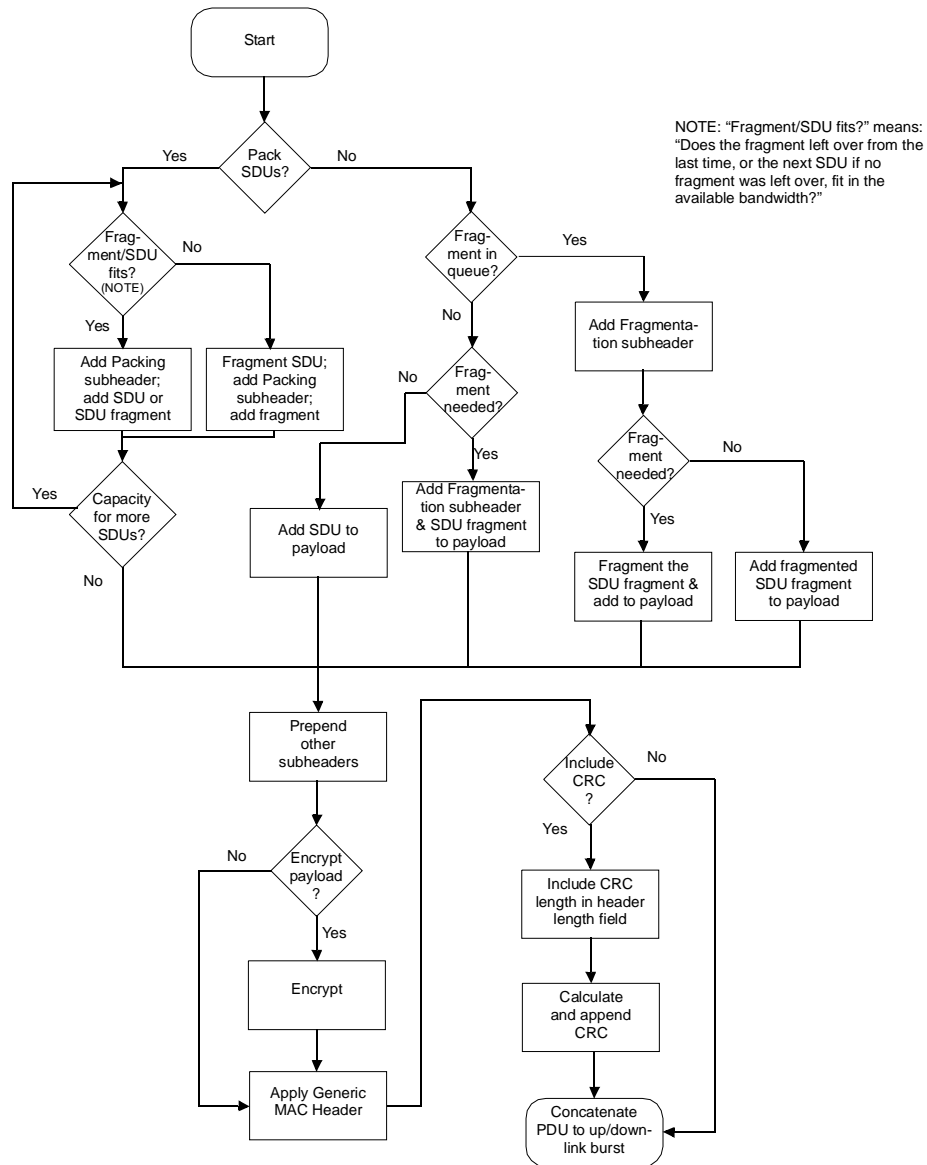 Start
Pack
SDUs?
Yes
No
NOTE: “Fragment/SDU fits?” means:
“Does the fragment left over from the
last time, or the next SDU if no
fragment was left over, fit in the
available bandwidth?”
Frag-
ment/SDU
fits?
(NOTE)
No
Yes
Fragment in
queue?
Yes
No
Add Fragmenta-
tion subheader
Add Packing
subheader;
add SDU or
SDU fragment
Fragment SDU;
add Packing
subheader;
add fragment
No
Frag-
ment
needed?
Yes
Frag-
ment
needed?
No
Yes
Yes
Capacity
for more
SDUs?
No
Add SDU to
payload
Add Fragmenta-
tion subheader
& SDU fragment
to payload
Fragment the
SDU fragment &
add to payload
Add fragmented
SDU fragment
to payload
Prepend
other
subheaders
Include
CRC
?
No
Yes
No
Encrypt
payload
?
Yes
Include CRC
length in header
length field
Encrypt
Calculate
and append
CRC
Apply Generic
MAC Header
Concatenate
PDU to up/down-
link burst